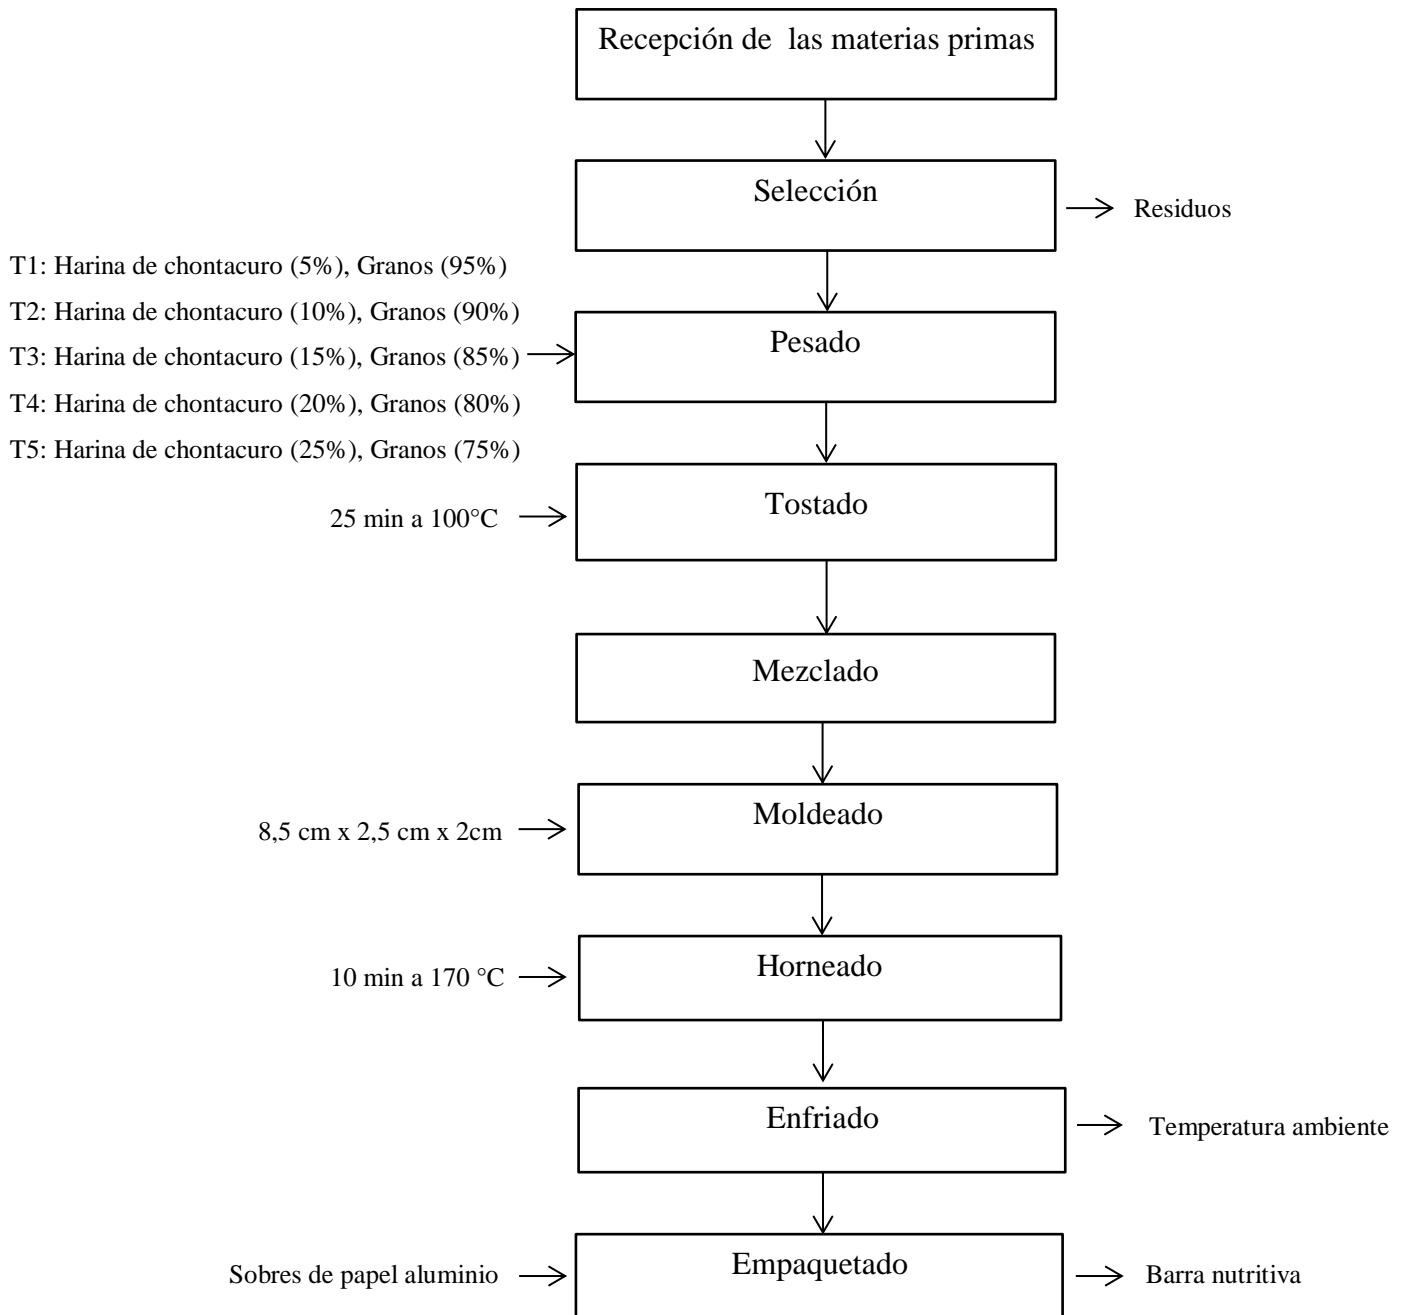 Recepción de las materias primas
Selección
Residuos
T1: Harina de chontacuro (5%), Granos (95%)
T2: Harina de chontacuro (10%), Granos (90%)
T3: Harina de chontacuro (15%), Granos (85%)
T4: Harina de chontacuro (20%), Granos (80%)
T5: Harina de chontacuro (25%), Granos (75%)
Pesado
25 min a 100°C
Tostado
Mezclado
8,5 cm x 2,5 cm x 2cm
Moldeado
10 min a 170 °C
Horneado
Enfriado
Temperatura ambiente
Sobres de papel aluminio
Empaquetado
Barra nutritiva